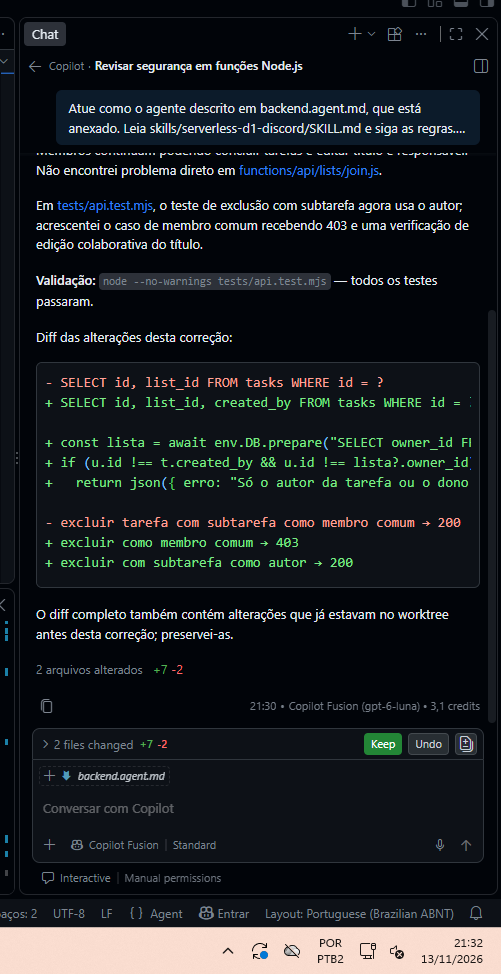 Chat
Copilot · Revisar segurança em funções Node.js
Atue como o agente descrito em backend.agent.md, que está
anexado. Leia skills/serverless-d1-discord/SKILL.md e siga as regras....
Não encontrei problema direto em functions/api/lists/join.js.
Em tests/api.test.mjs, o teste de exclusão com subtarefa agora usa o autor;
acrescentei o caso de membro comum recebendo 403 e uma verificação de
edição colaborativa do título.
Validação: node --no-warnings tests/api.test.mjs — todos os testes
passaram.
Diff das alterações desta correção:
- SELECT id, list_id FROM tasks WHERE id = ?
+ SELECT id, list_id, created_by FROM tasks WHERE id =
+ const lista = await env.DB.prepare("SELECT owner_id
+ if (u.id !== t.created_by && u.id !== lista?.owner_id
+   return json({ erro: "Só o autor da tarefa ou o dono
- excluir tarefa com subtarefa como membro comum → 200
+ excluir como membro comum → 403
+ excluir com subtarefa como autor → 200
O diff completo também contém alterações que já estavam no worktree
antes desta correção; preservei-as.
2 arquivos alterados +7 -2
21:30 • Copilot Fusion (gpt-6-luna) • 3,1 credits
2 files changed +7 -2
Keep
Undo
backend.agent.md
Conversar com Copilot
Copilot Fusion
Standard
Interactive
Manual permissions
aços: 2
UTF-8
LF
{ } Agent
Entrar
Layout: Portuguese (Brazilian ABNT)
POR
PTB2
21:32
13/11/2026